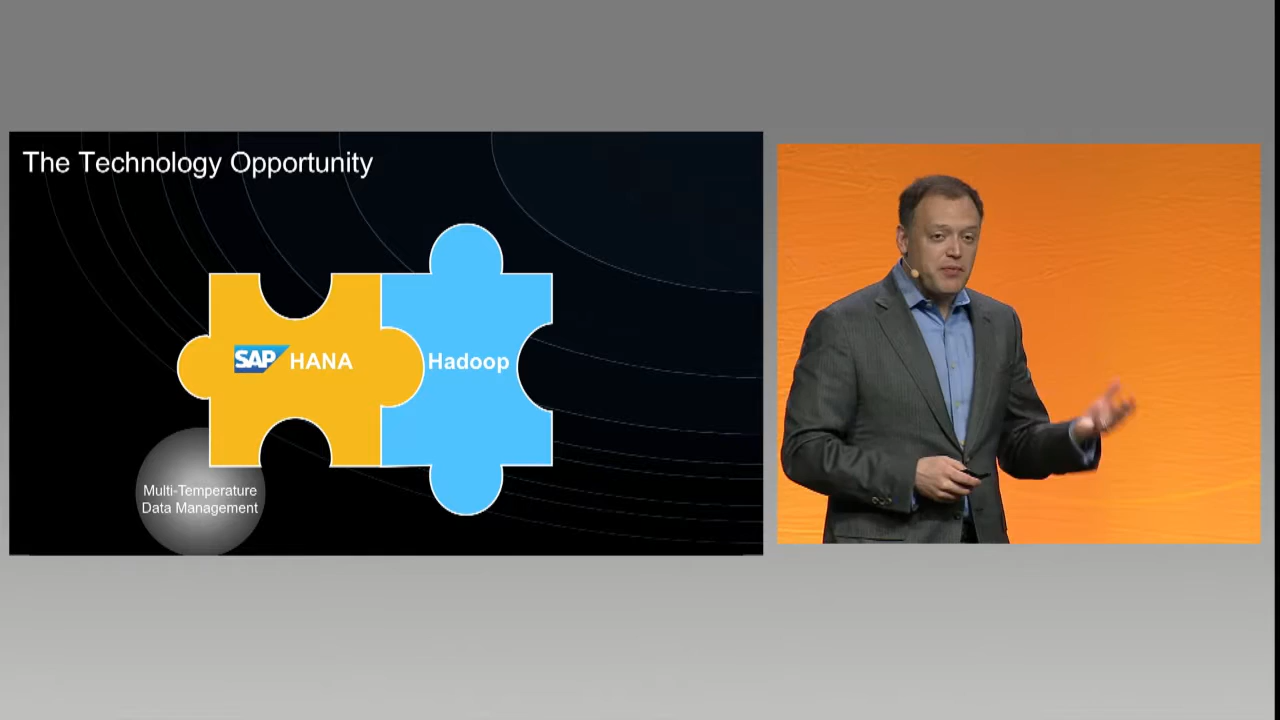 The Technology Opportunity
SAP HANA
Hadoop
Multi-Temperature
Data Management